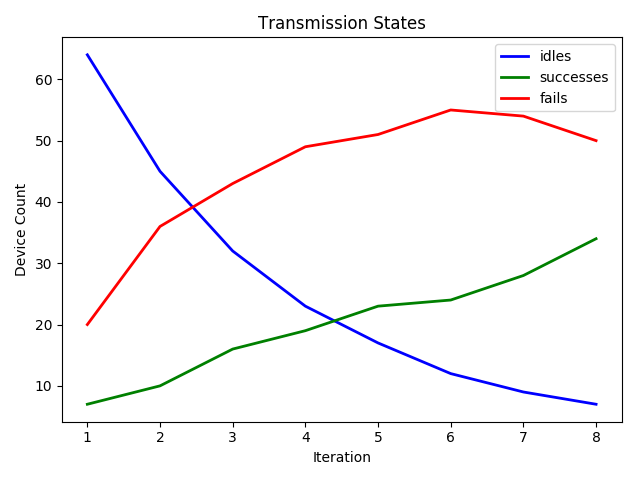 Transmission States
idles
successes
fails
Device Count
60
50
40
30
20
10
1 2 3 4 5 6 7 8
Iteration